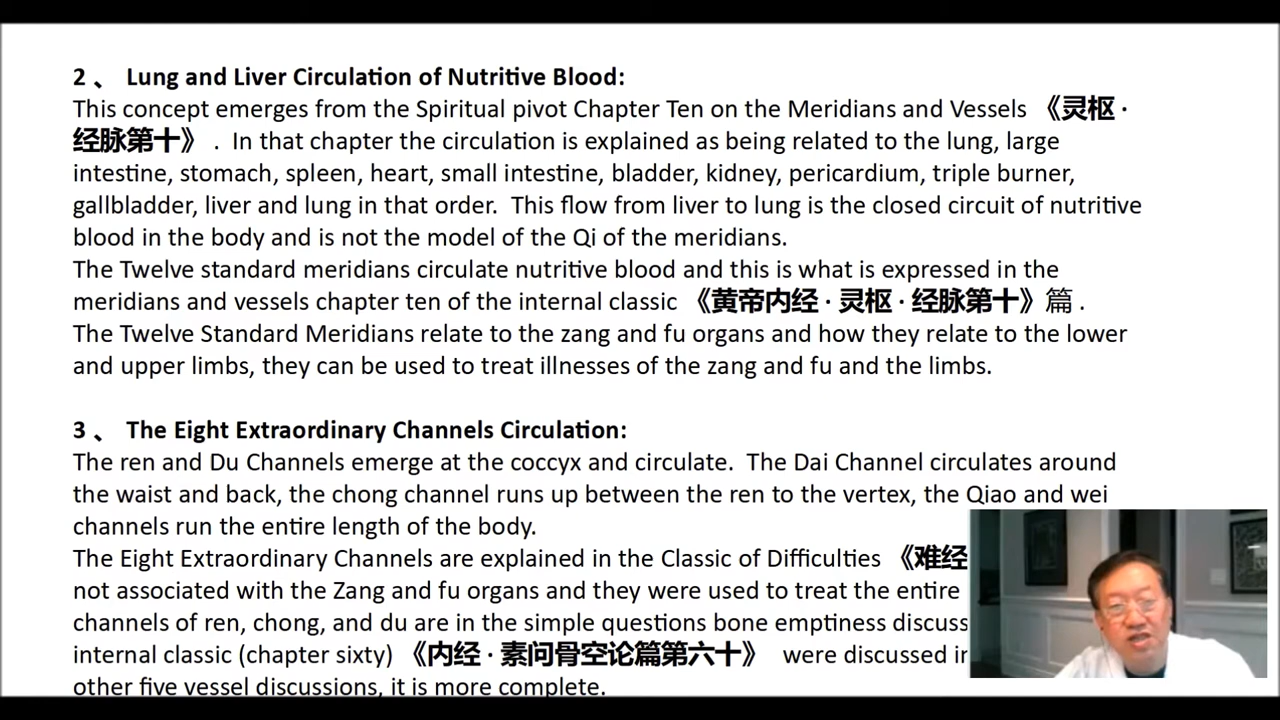 2 、 Lung and Liver Circulation of Nutritive Blood:
This concept emerges from the Spiritual pivot Chapter Ten on the Meridians and Vessels 《灵枢 ·
经脉第十》 . In that chapter the circulation is explained as being related to the lung, large
intestine, stomach, spleen, heart, small intestine, bladder, kidney, pericardium, triple burner,
gallbladder, liver and lung in that order. This flow from liver to lung is the closed circuit of nutritive
blood in the body and is not the model of the Qi of the meridians.
The Twelve standard meridians circulate nutritive blood and this is what is expressed in the
meridians and vessels chapter ten of the internal classic 《黄帝内经 · 灵枢 · 经脉第十》篇 .
The Twelve Standard Meridians relate to the zang and fu organs and how they relate to the lower
and upper limbs, they can be used to treat illnesses of the zang and fu and the limbs.
3 、 The Eight Extraordinary Channels Circulation:
The ren and Du Channels emerge at the coccyx and circulate. The Dai Channel circulates around
the waist and back, the chong channel runs up between the ren to the vertex, the Qiao and wei
channels run the entire length of the body.
The Eight Extraordinary Channels are explained in the Classic of Difficulties 《难经
not associated with the Zang and fu organs and they were used to treat the entire
channels of ren, chong, and du are in the simple questions bone emptiness discuss
internal classic (chapter sixty) 《内经 · 素问骨空论篇第六十》 were discussed in
other five vessel discussions, it is more complete.